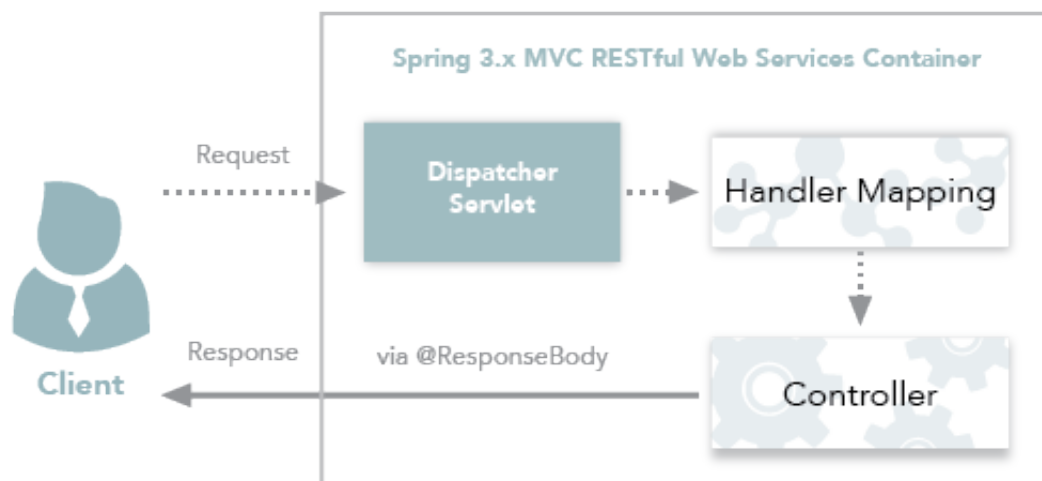 Spring 3.x MVC RESTful Web Services Container
Request
Dispatcher
Servlet
Handler Mapping
Client
Response
via @ResponseBody
Controller